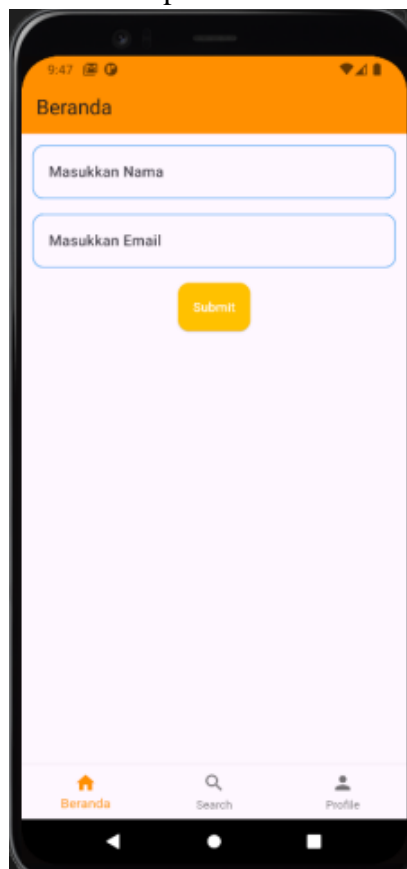 9:47
Beranda
Masukkan Nama
Masukkan Email
Submit
Beranda
Search
Profile